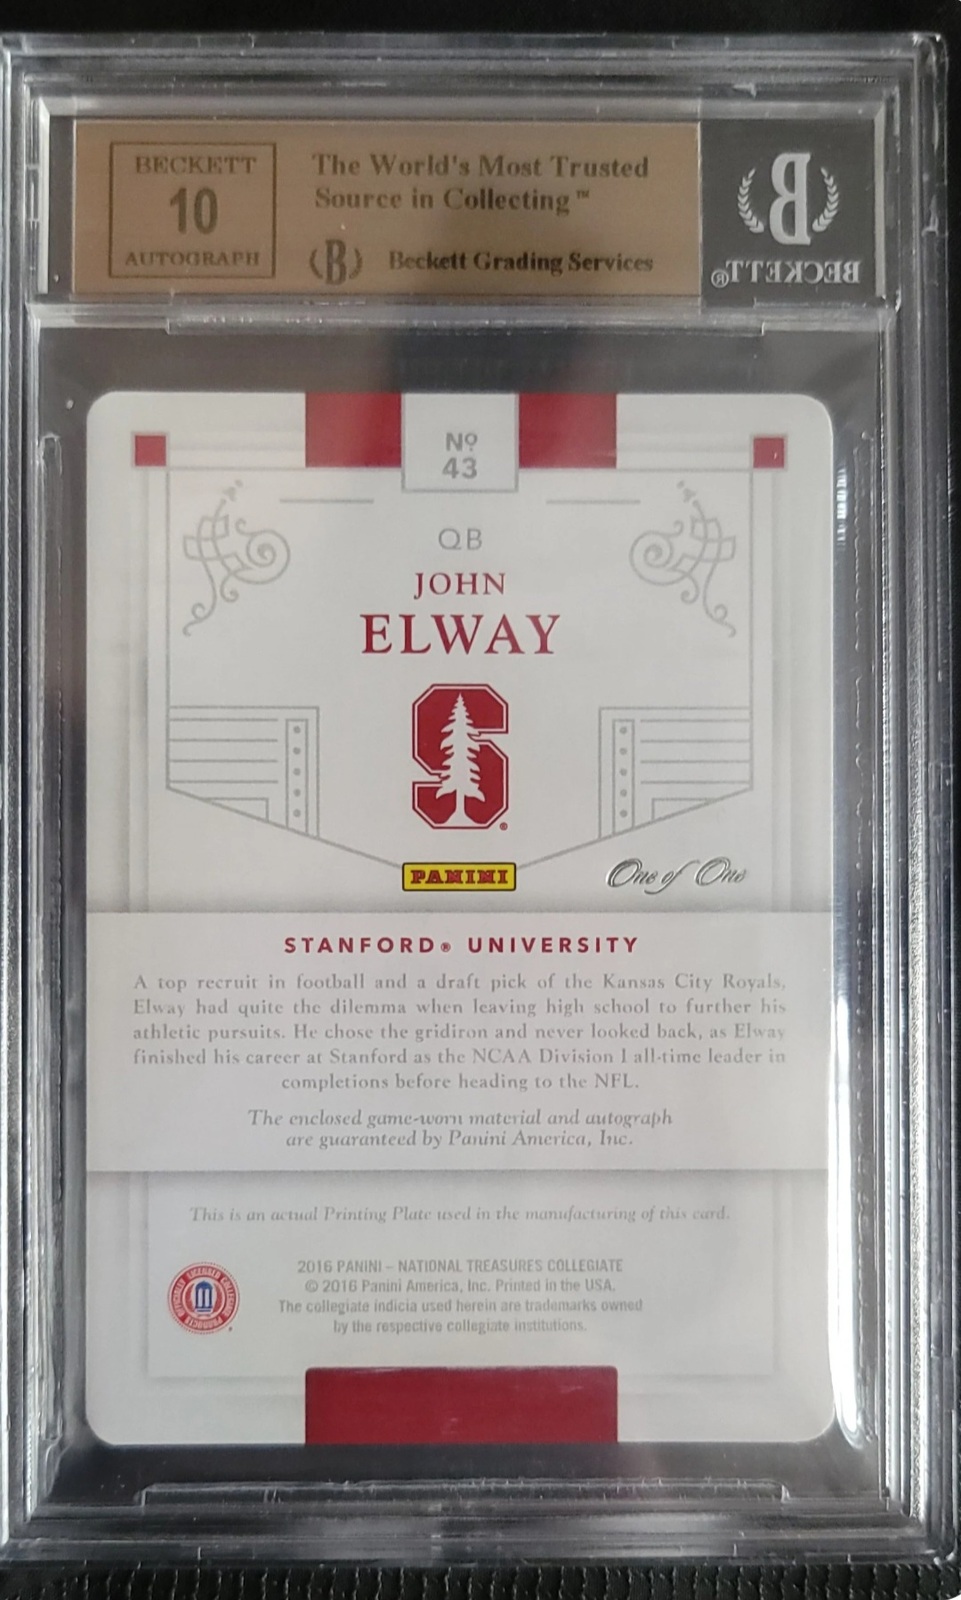 BECKETT
10
AUTOGRAPH
The World's Most Trusted
Source in Collecting™
B Beckett Grading Services
B
BECKETT®
Nº
43
QB
JOHN
ELWAY
S®
PANINI
One of One
STANFORD® UNIVERSITY
A top recruit in football and a draft pick of the Kansas City Royals,
Elway had quite the dilemma when leaving high school to further his
athletic pursuits. He chose the gridiron and never looked back, as Elway
finished his career at Stanford as the NCAA Division I all-time leader in
completions before heading to the NFL.
The enclosed game-worn material and autograph
are guaranteed by Panini America, Inc.
This is an actual Printing Plate used in the manufacturing of this card.
2016 PANINI – NATIONAL TREASURES COLLEGIATE
© 2016 Panini America, Inc. Printed in the USA.
The collegiate indicia used herein are trademarks owned
by the respective collegiate institutions.
OFFICIALLY LICENSED COLLEGIATE PRODUCTS